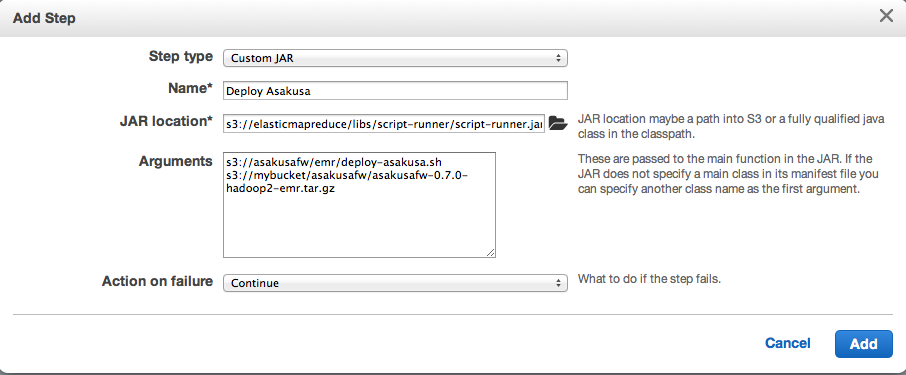 Add Step
Step type
Custom JAR
Name*
Deploy Asakusa
JAR location*
s3://elasticmapreduce/libs/script-runner/script-runner.jar
JAR location maybe a path into S3 or a fully qualified java
class in the classpath.
Arguments
s3://asakusafw/emr/deploy-asakusa.sh
s3://mybucket/asakusafw/asakusafw-0.7.0-
hadoop2-emr.tar.gz
These are passed to the main function in the JAR. If the
JAR does not specify a main class in its manifest file you
can specify another class name as the first argument.
Action on failure
Continue
What to do if the step fails.
Cancel
Add